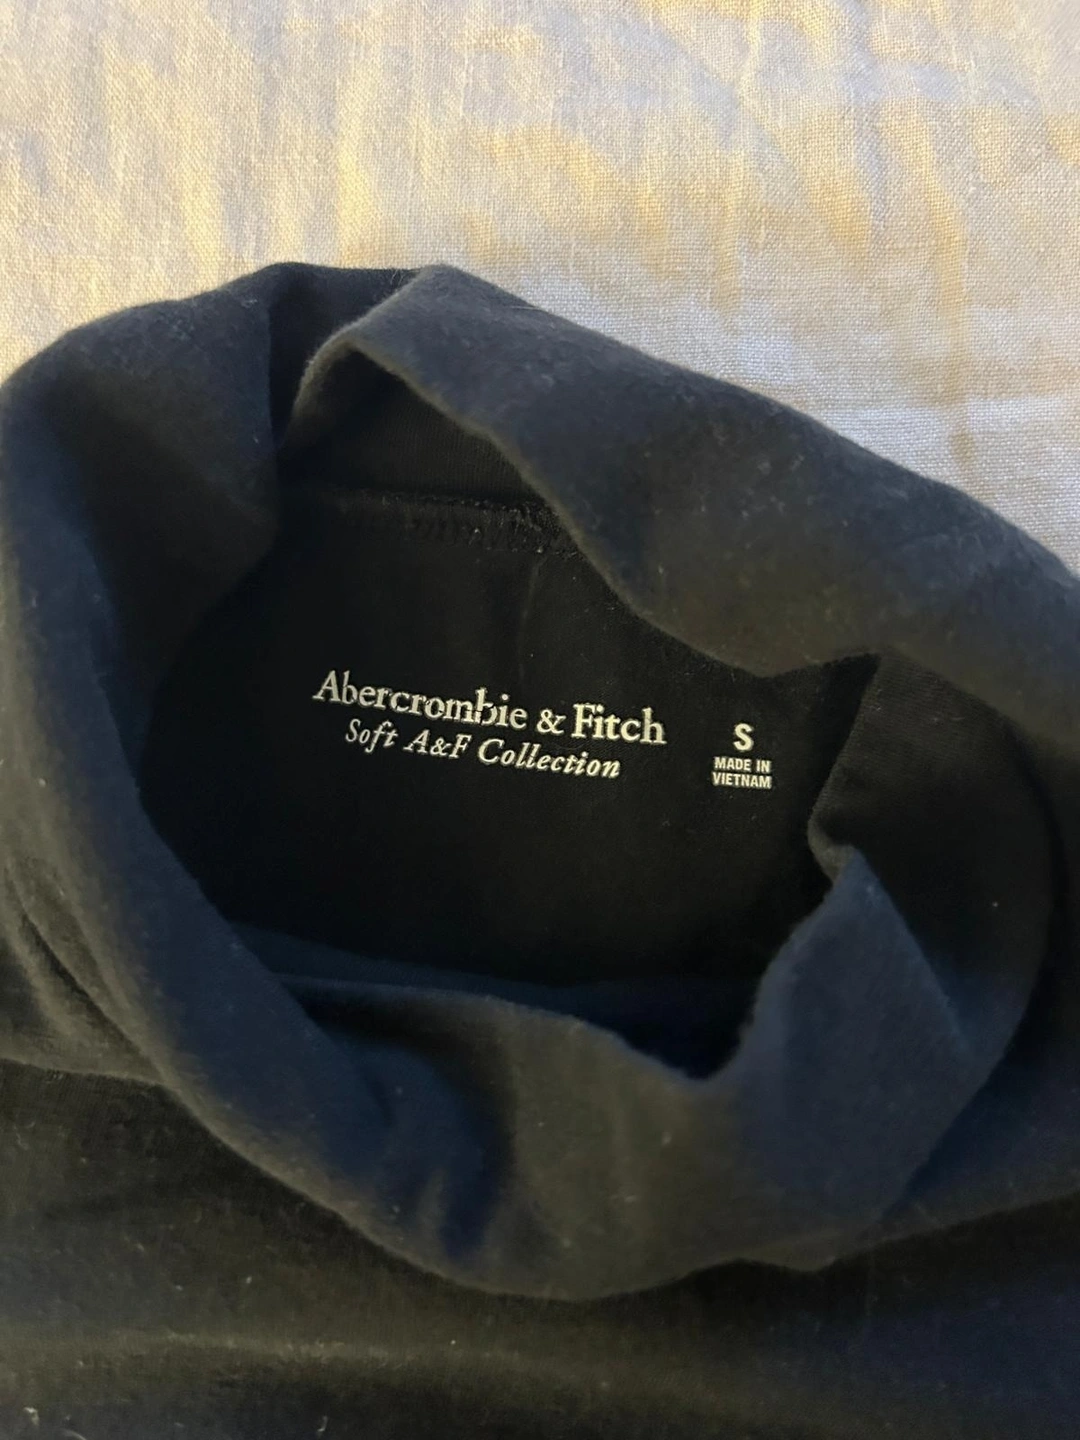 Abercrombie & Fitch
Soft A&F Collection
S
MADE IN
VIETNAM